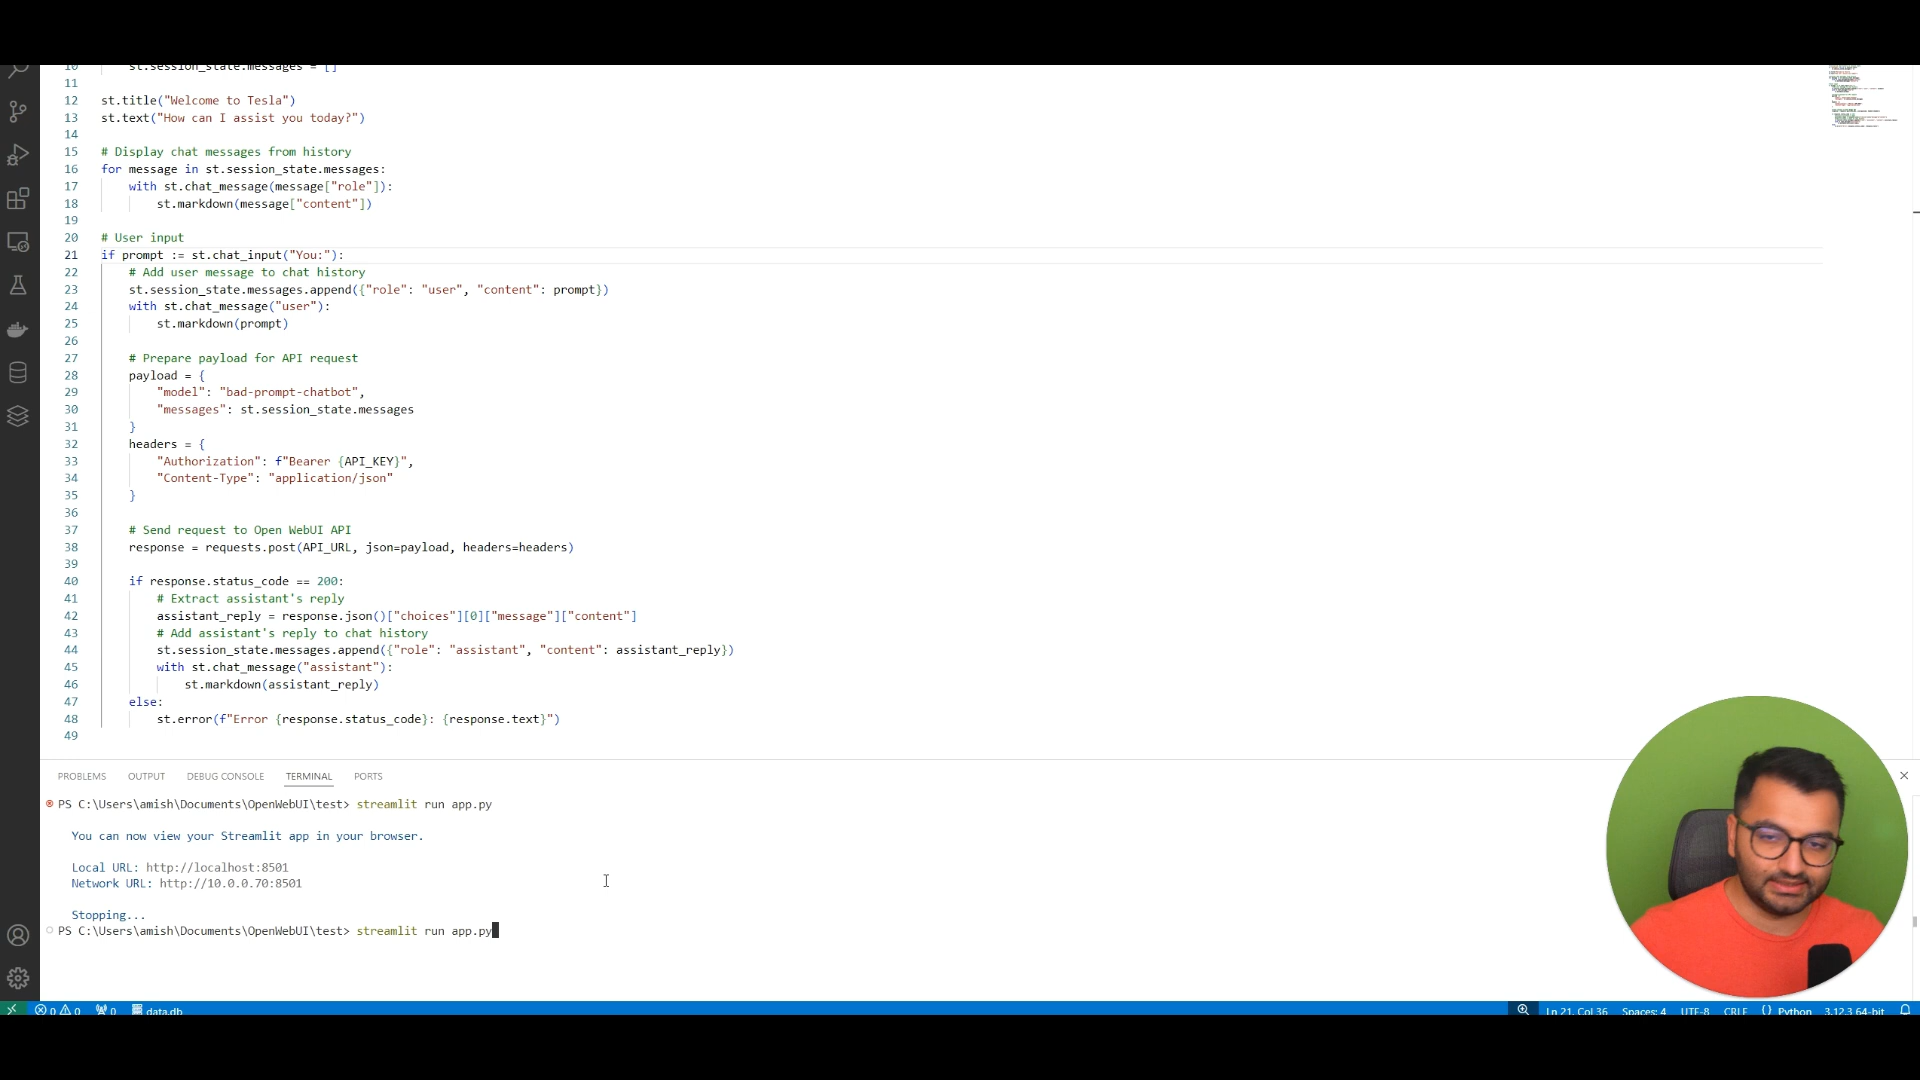 10 st.session_state.messages = []
11
12 st.title("Welcome to Tesla")
13 st.text("How can I assist you today?")
14
15 # Display chat messages from history
16 for message in st.session_state.messages:
17 with st.chat_message(message["role"]):
18 st.markdown(message["content"])
19
20 # User input
21 if prompt := st.chat_input("You:"):
22 # Add user message to chat history
23 st.session_state.messages.append({"role": "user", "content": prompt})
24 with st.chat_message("user"):
25 st.markdown(prompt)
26
27 # Prepare payload for API request
28 payload = {
29 "model": "bad-prompt-chatbot",
30 "messages": st.session_state.messages
31 }
32 headers = {
33 "Authorization": f"Bearer {API_KEY}",
34 "Content-Type": "application/json"
35 }
36
37 # Send request to Open WebUI API
38 response = requests.post(API_URL, json=payload, headers=headers)
39
40 if response.status_code == 200:
41 # Extract assistant's reply
42 assistant_reply = response.json()["choices"][0]["message"]["content"]
43 # Add assistant's reply to chat history
44 st.session_state.messages.append({"role": "assistant", "content": assistant_reply})
45 with st.chat_message("assistant"):
46 st.markdown(assistant_reply)
47 else:
48 st.error(f"Error {response.status_code}: {response.text}")
49
PROBLEMS OUTPUT DEBUG CONSOLE TERMINAL PORTS
PS C:\Users\amish\Documents\OpenWebUI\test> streamlit run app.py
You can now view your Streamlit app in your browser.
Local URL: http://localhost:8501
Network URL: http://10.0.0.70:8501
Stopping...
PS C:\Users\amish\Documents\OpenWebUI\test> streamlit run app.py
0 0 0 data.db Ln 21, Col 36 Spaces: 4 UTF-8 CRLF () Python 3.12.3 64-bit